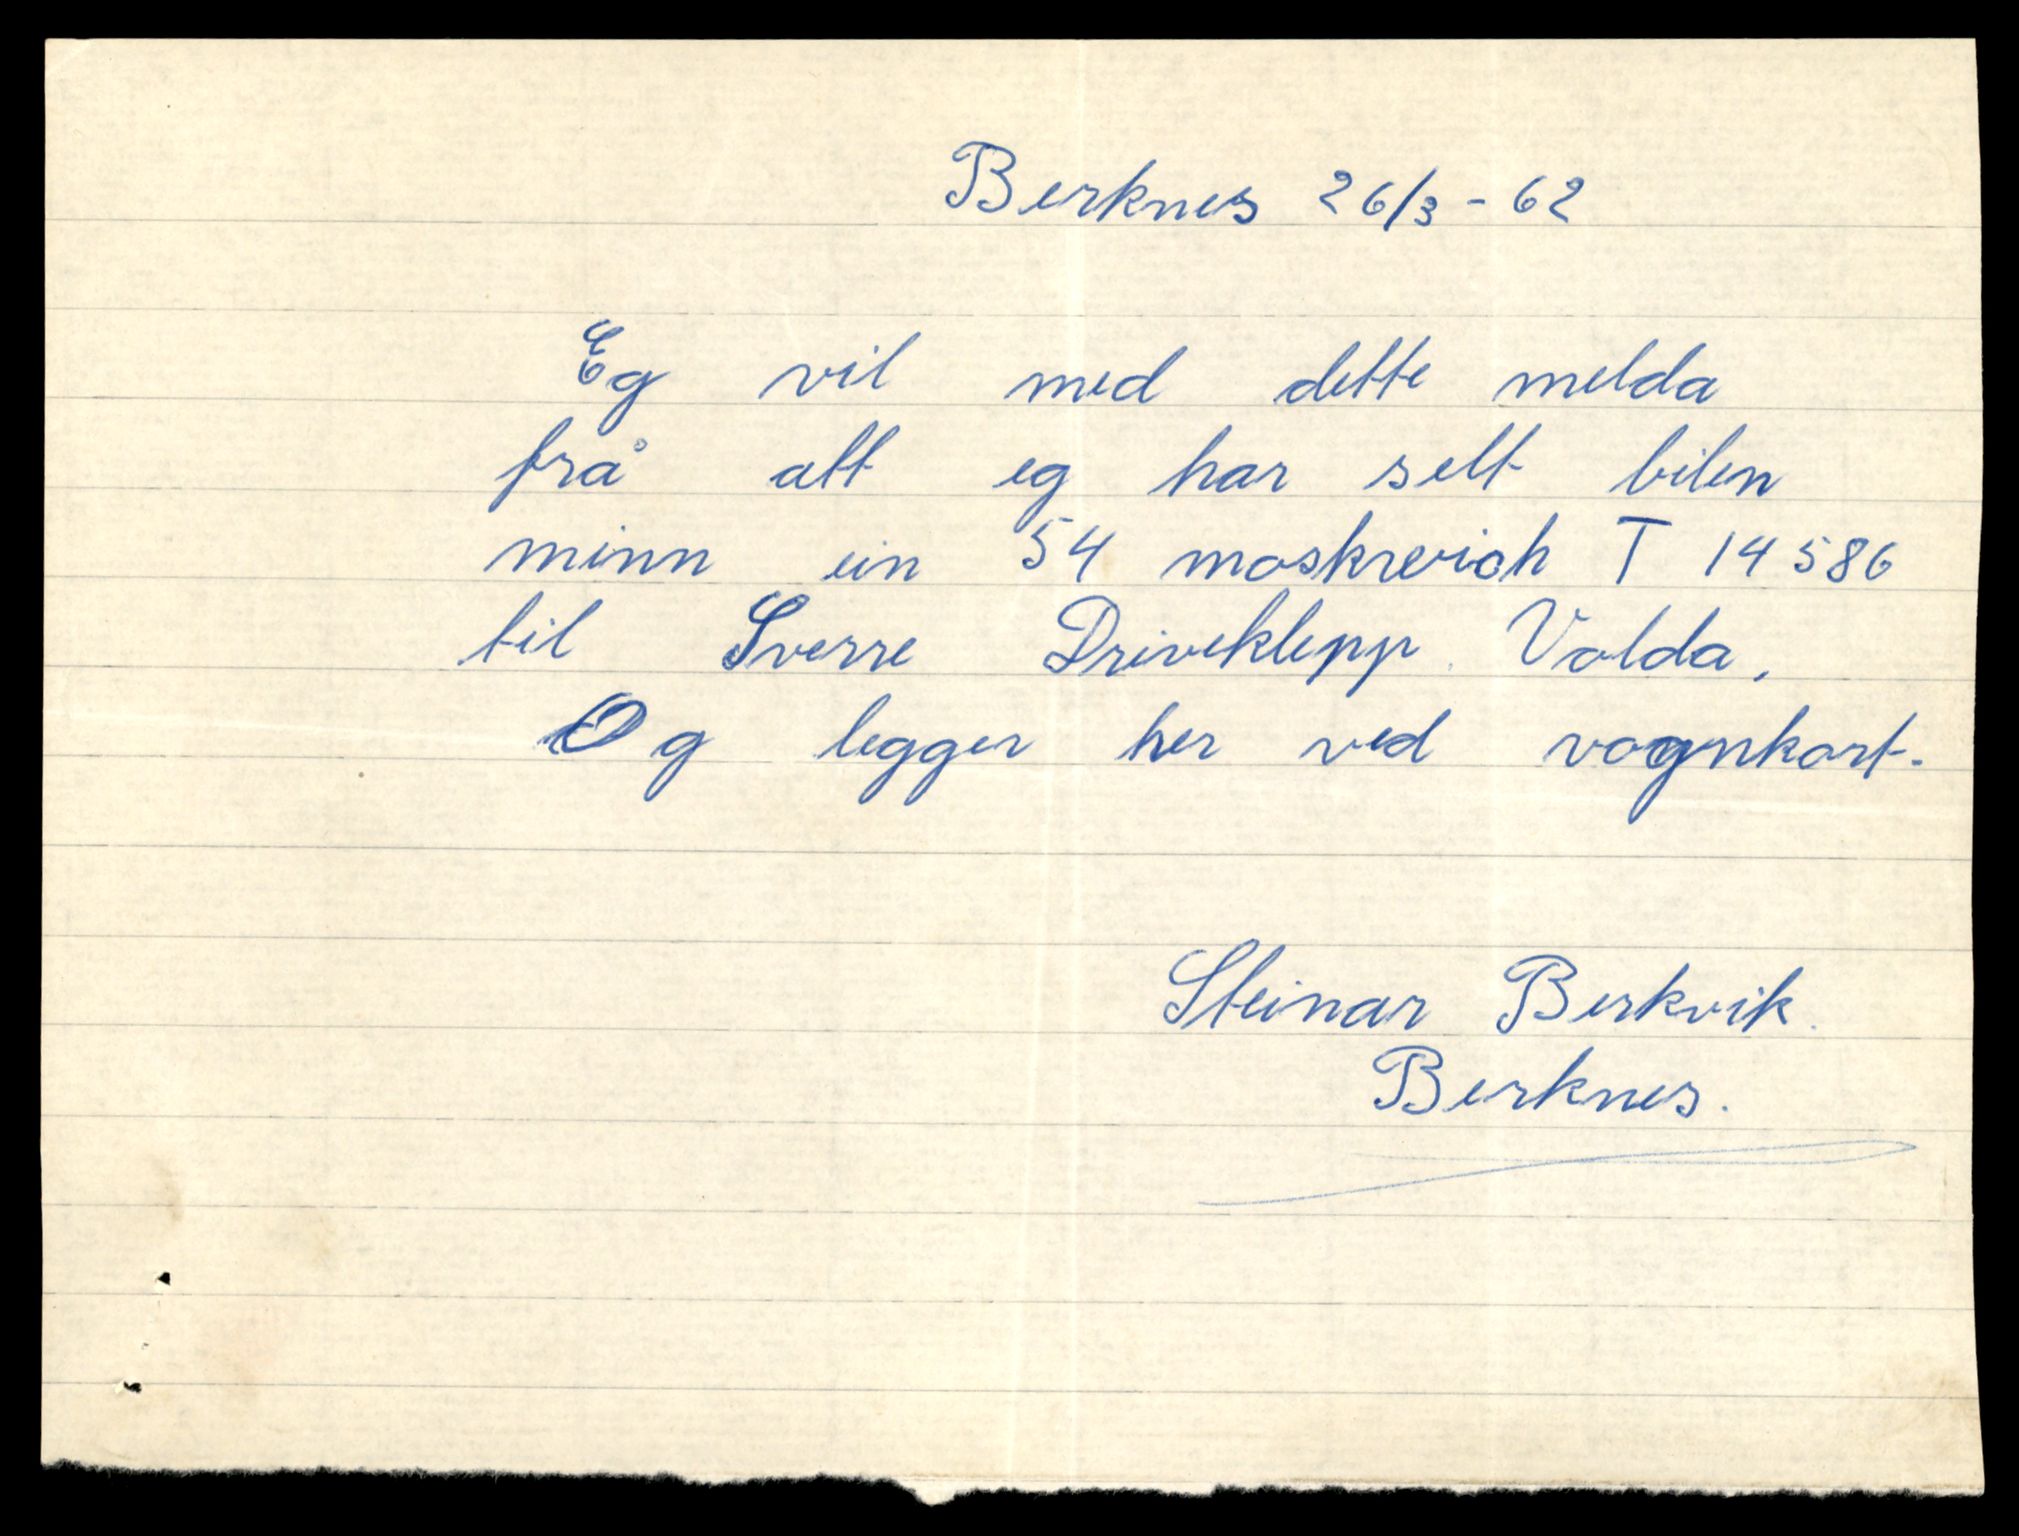 Berknes 26/3 - 62
Eg vil med dette melda
frå att eg har selt bilen
minn ein 54 moskrevich T 14586
til Sverre Driveklepp. Volda.
Og legger her ved vognkort.
Steinar Berkvik.
Berknes.